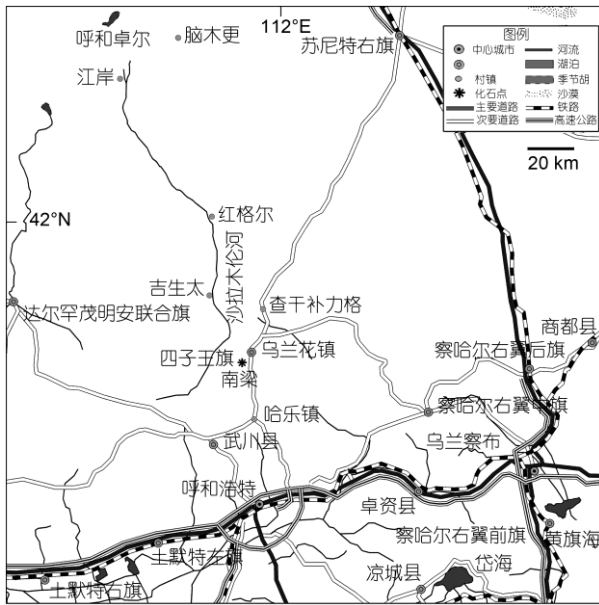 112°E
呼和卓尔
脑木更
苏尼特右旗
江岸
图例
中心城市
河流
湖泊
村镇
季节胡
化石点
沙漠
主要道路
铁路
次要道路
高速公路
20 km
42°N
红格尔
沙拉木伦河
吉生太
查干补力格
达尔罕茂明安联合旗
商都县
四子王旗
乌兰花镇
察哈尔右翼后旗
南梁
哈乐镇
察哈尔右翼中旗
武川县
乌兰察布
呼和浩特
卓资县
察哈尔右翼前旗
黄旗海
土默特左旗
岱海
凉城县
土默特右旗